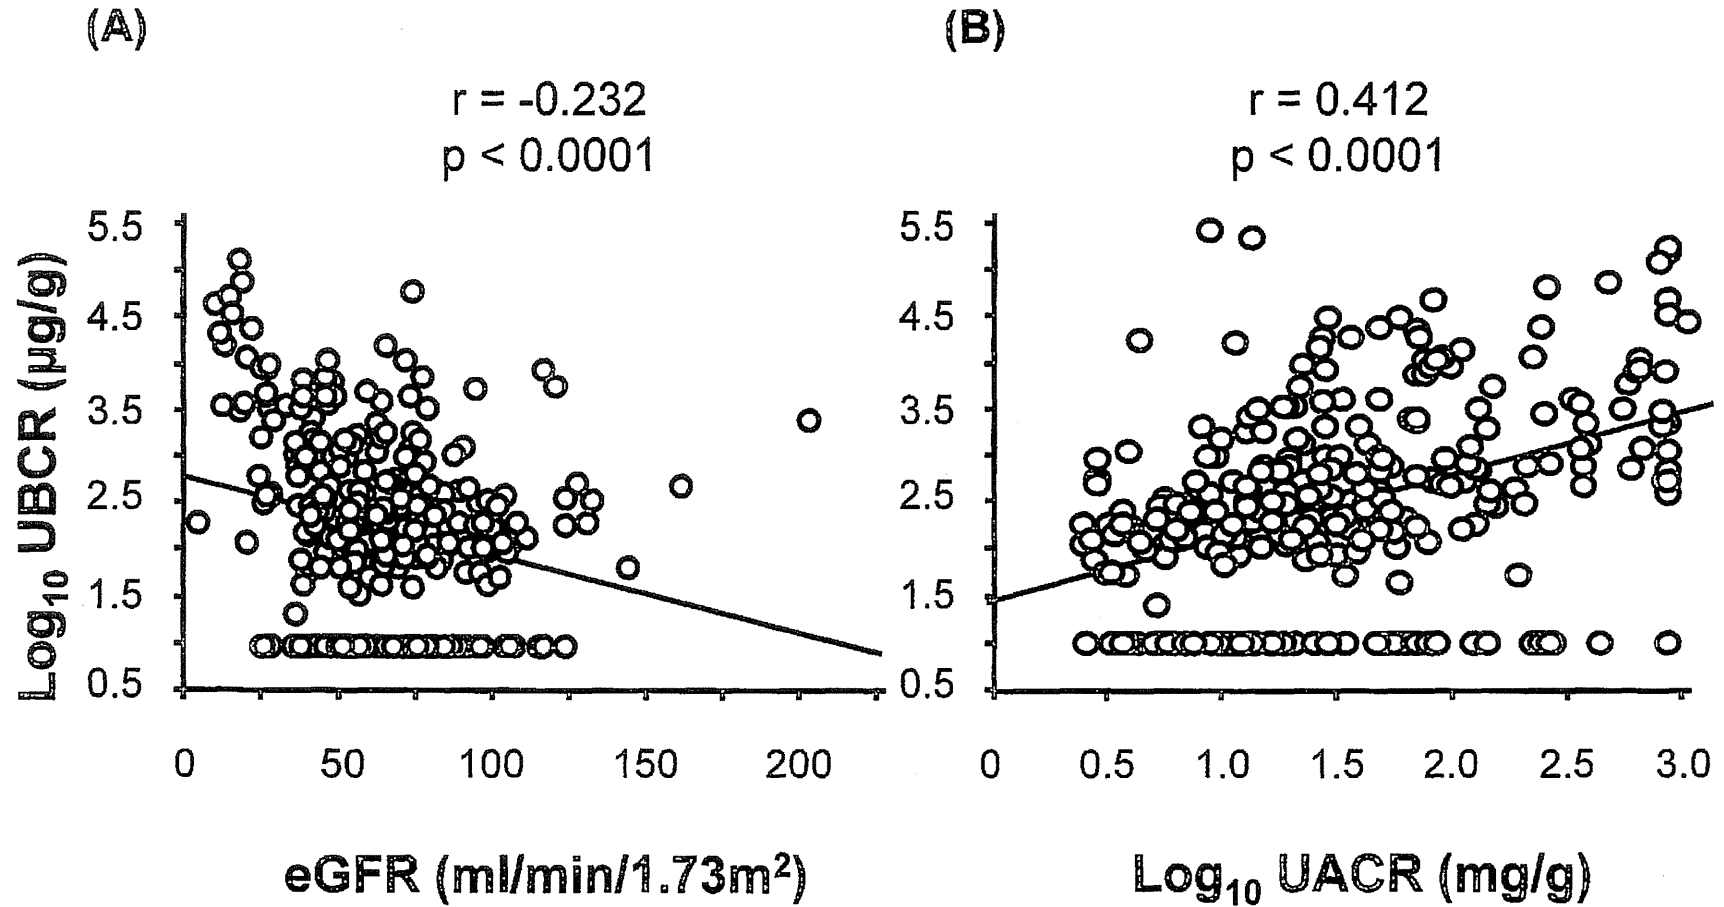 (A)
r = -0.232
p < 0.0001
Log10 UBCR (µg/g)
5.5
4.5
3.5
2.5
1.5
0.5
0 50 100 150 200
eGFR (ml/min/1.73m²)
(B)
r = 0.412
p < 0.0001
5.5
4.5
3.5
2.5
1.5
0.5
0 0.5 1.0 1.5 2.0 2.5 3.0
Log10 UACR (mg/g)